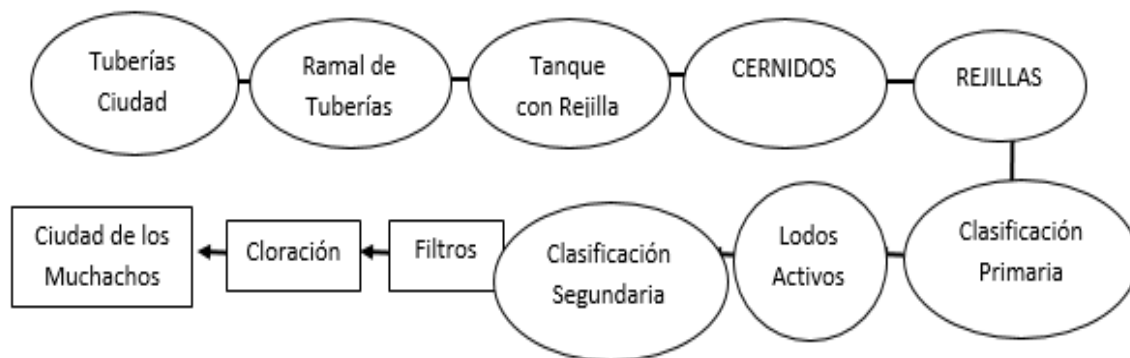 Tuberías
Ciudad
Ramal de
Tuberías
Tanque
con Rejilla
CERNIDOS
REJILLAS
Clasificación
Primaria
Lodos
Activos
Clasificación
Segundaria
Filtros
Cloración
Ciudad de los
Muchachos